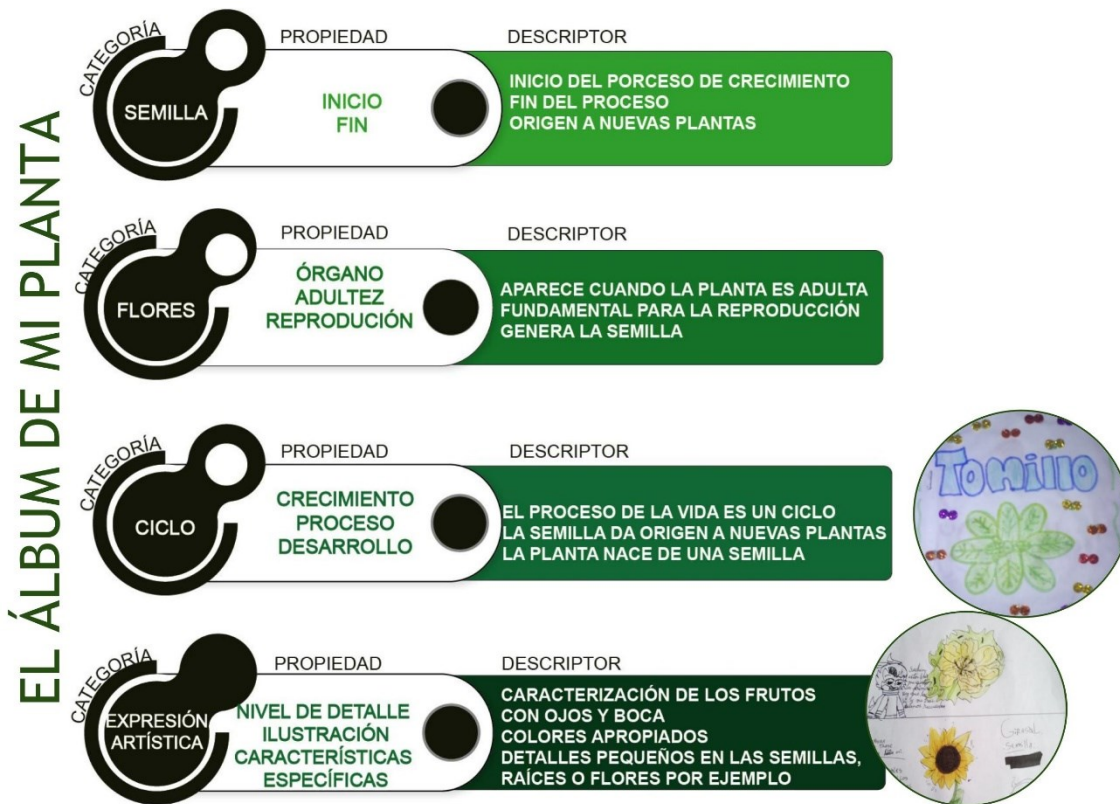 EL ÁLBUM DE MI PLANTA
CATEGORÍA
SEMILLA
PROPIEDAD
INICIO
FIN
DESCRIPTOR
INICIO DEL PORCESO DE CRECIMIENTO
FIN DEL PROCESO
ORIGEN A NUEVAS PLANTAS
CATEGORÍA
FLORES
PROPIEDAD
ÓRGANO
ADULTEZ
REPRODUCIÓN
DESCRIPTOR
APARECE CUANDO LA PLANTA ES ADULTA
FUNDAMENTAL PARA LA REPRODUCCIÓN
GENERA LA SEMILLA
CATEGORÍA
CICLO
PROPIEDAD
CRECIMIENTO
PROCESO
DESARROLLO
DESCRIPTOR
EL PROCESO DE LA VIDA ES UN CICLO
LA SEMILLA DA ORIGEN A NUEVAS PLANTAS
LA PLANTA NACE DE UNA SEMILLA
TOMILLO
CATEGORÍA
EXPRESIÓN
ARTÍSTICA
PROPIEDAD
NIVEL DE DETALLE
ILUSTRACIÓN
CARACTERÍSTICAS
ESPECÍFICAS
DESCRIPTOR
CARACTERIZACIÓN DE LOS FRUTOS
CON OJOS Y BOCA
COLORES APROPIADOS
DETALLES PEQUEÑOS EN LAS SEMILLAS,
RAÍCES O FLORES POR EJEMPLO